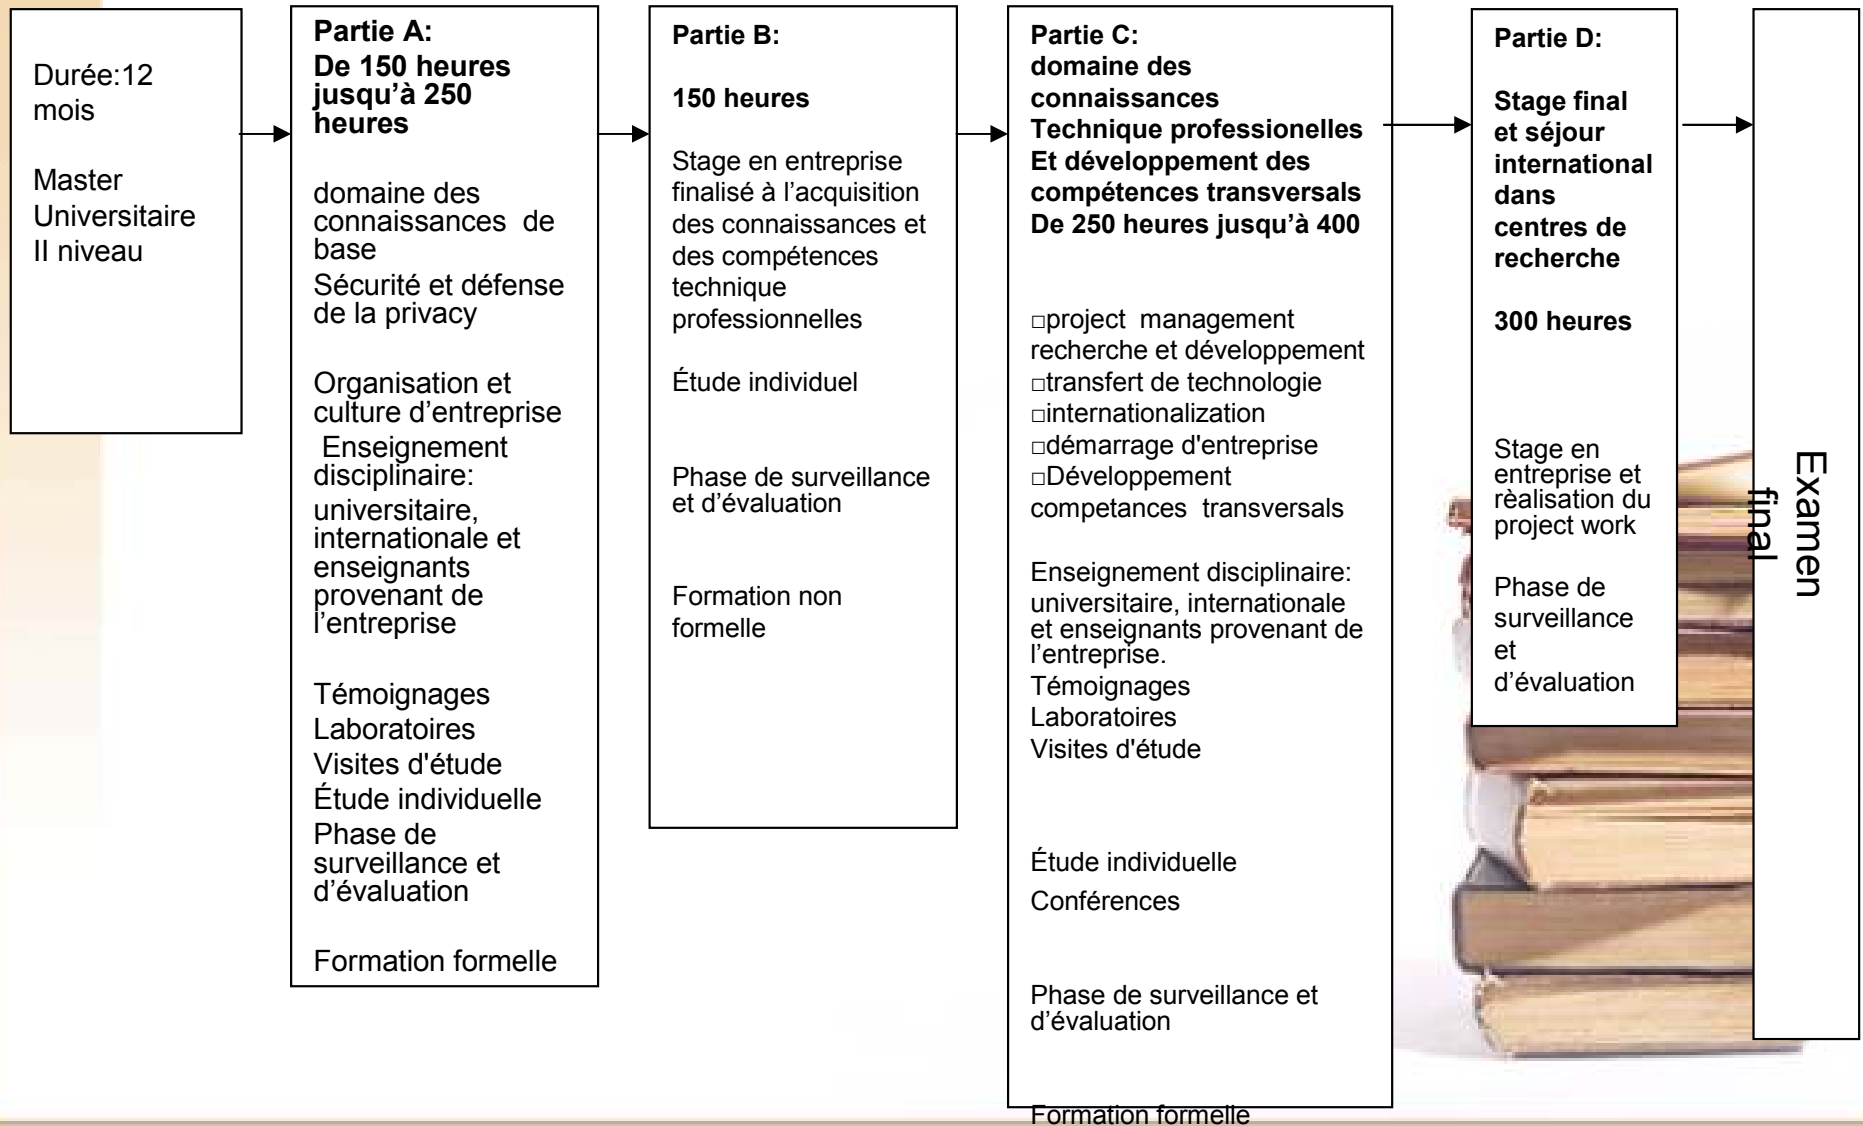 Durée:12
mois
Master
Universitaire
II niveau
Partie A:
De 150 heures
jusqu’à 250
heures
domaine des
connaissances de
base
Sécurité et défense
de la privacy
Organisation et
culture d’entreprise
Enseignement
disciplinaire:
universitaire,
internationale et
enseignants
provenant de
l’entreprise
Témoignages
Laboratoires
Visites d'étude
Étude individuelle
Phase de
surveillance et
d’évaluation
Formation formelle
Partie B:
150 heures
Stage en entreprise
finalisé à l’acquisition
des connaissances et
des compétences
technique
professionnelles
Étude individuel
Phase de surveillance
et d’évaluation
Formation non
formelle
Partie C:
domaine des
connaissances
Technique professionelles
Et développement des
compétences transversals
De 250 heures jusqu’à 400
□project management
recherche et développement
□transfert de technologie
□internationalization
□démarrage d'entreprise
□Développement
competances transversals
Enseignement disciplinaire:
universitaire, internationale
et enseignants provenant de
l’entreprise.
Témoignages
Laboratoires
Visites d'étude
Étude individuelle
Conférences
Phase de surveillance et
d’évaluation
Formation formelle
Partie D:
Stage final
et séjour
international
dans
centres de
recherche
300 heures
Stage en
entreprise et
rèalisation du
project work
Phase de
surveillance
et
d’évaluation
Examen
final